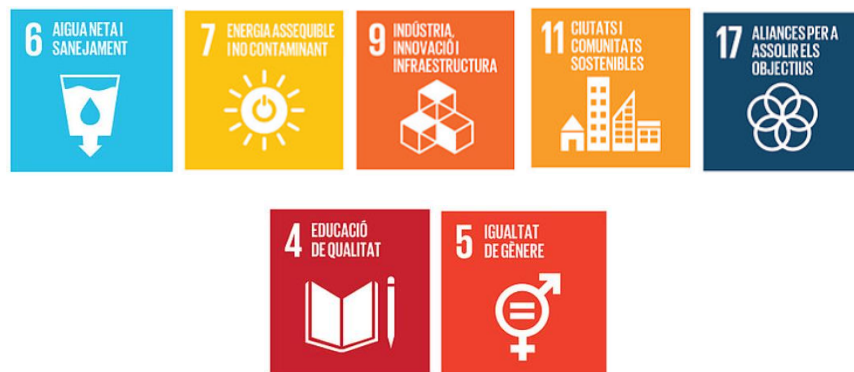 6 AIGUA NETA I
SANEJAMENT
7 ENERGIA ASSEQUIBLE
I NO CONTAMINANT
9 INDÚSTRIA,
INNOVACIÓ I
INFRAESTRUCTURA
11 CIUTATS I
COMUNITATS
SOSTENIBLES
17 ALIANCES PER A
ASSOLIR ELS
OBJECTIUS
4 EDUCACIÓ
DE QUALITAT
5 IGUALTAT
DE GÈNERE